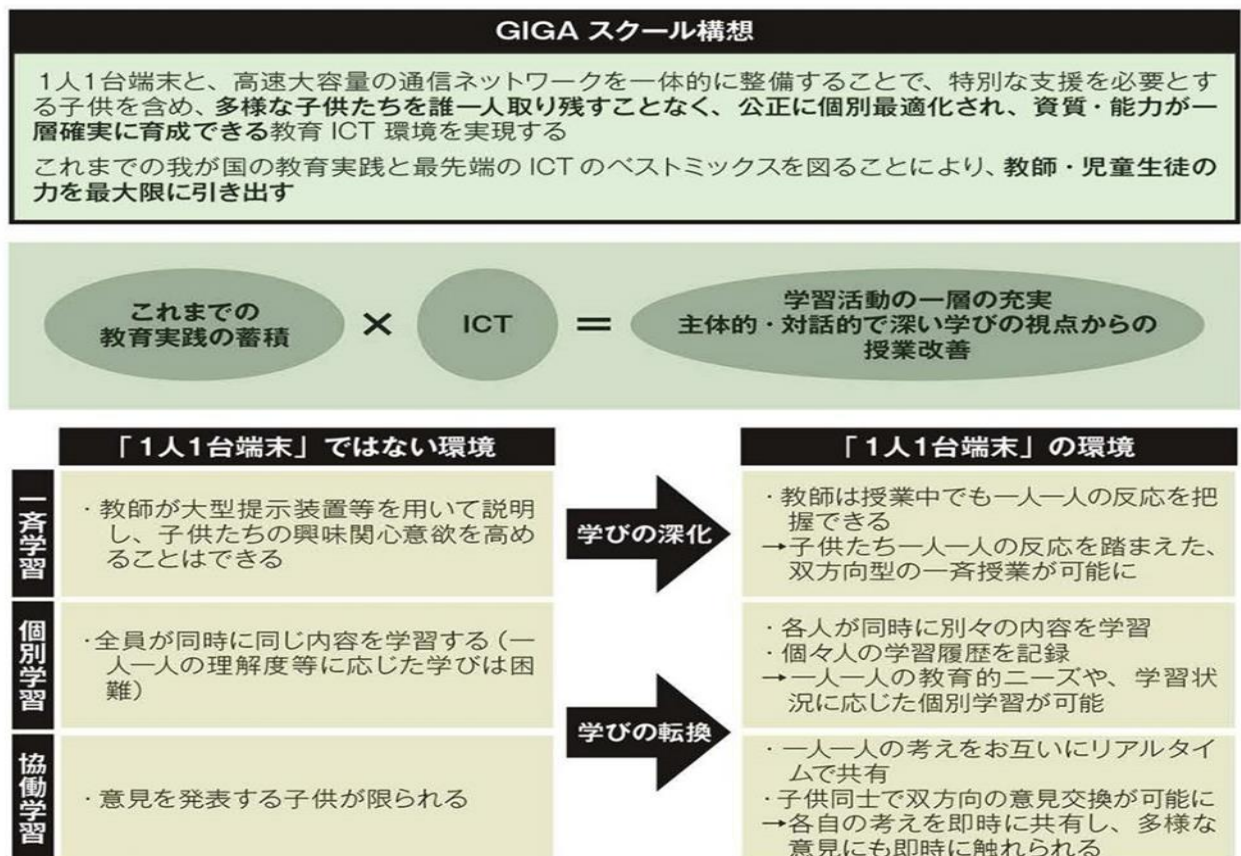 GIGA スクール構想
1人1台端末と、高速大容量の通信ネットワークを一体的に整備することで、特別な支援を必要とす
る子供を含め、多様な子供たちを誰一人取り残すことなく、公正に個別最適化され、資質・能力が一
層確実に育成できる教育 ICT 環境を実現する
これまでの我が国の教育実践と最先端の ICT のベストミックスを図ることにより、教師・児童生徒の
力を最大限に引き出す
これまでの
教育実践の蓄積
×
ICT
=
学習活動の一層の充実
主体的・対話的で深い学びの視点からの
授業改善
「1人1台端末」ではない環境
「1人1台端末」の環境
一斉学習
・教師が大型提示装置等を用いて説明
し、子供たちの興味関心意欲を高め
ることはできる
学びの深化
・教師は授業中でも一人一人の反応を把
握できる
→子供たち一人一人の反応を踏まえた、
双方向型の一斉授業が可能に
個別学習
・全員が同時に同じ内容を学習する（一
人一人の理解度等に応じた学びは困
難）
学びの転換
・各人が同時に別々の内容を学習
・個々人の学習履歴を記録
→一人一人の教育的ニーズや、学習状
況に応じた個別学習が可能
協働学習
・意見を発表する子供が限られる
・一人一人の考えをお互いにリアルタイ
ムで共有
・子供同士で双方向の意見交換が可能に
→各自の考えを即時に共有し、多様な
意見にも即時に触れられる